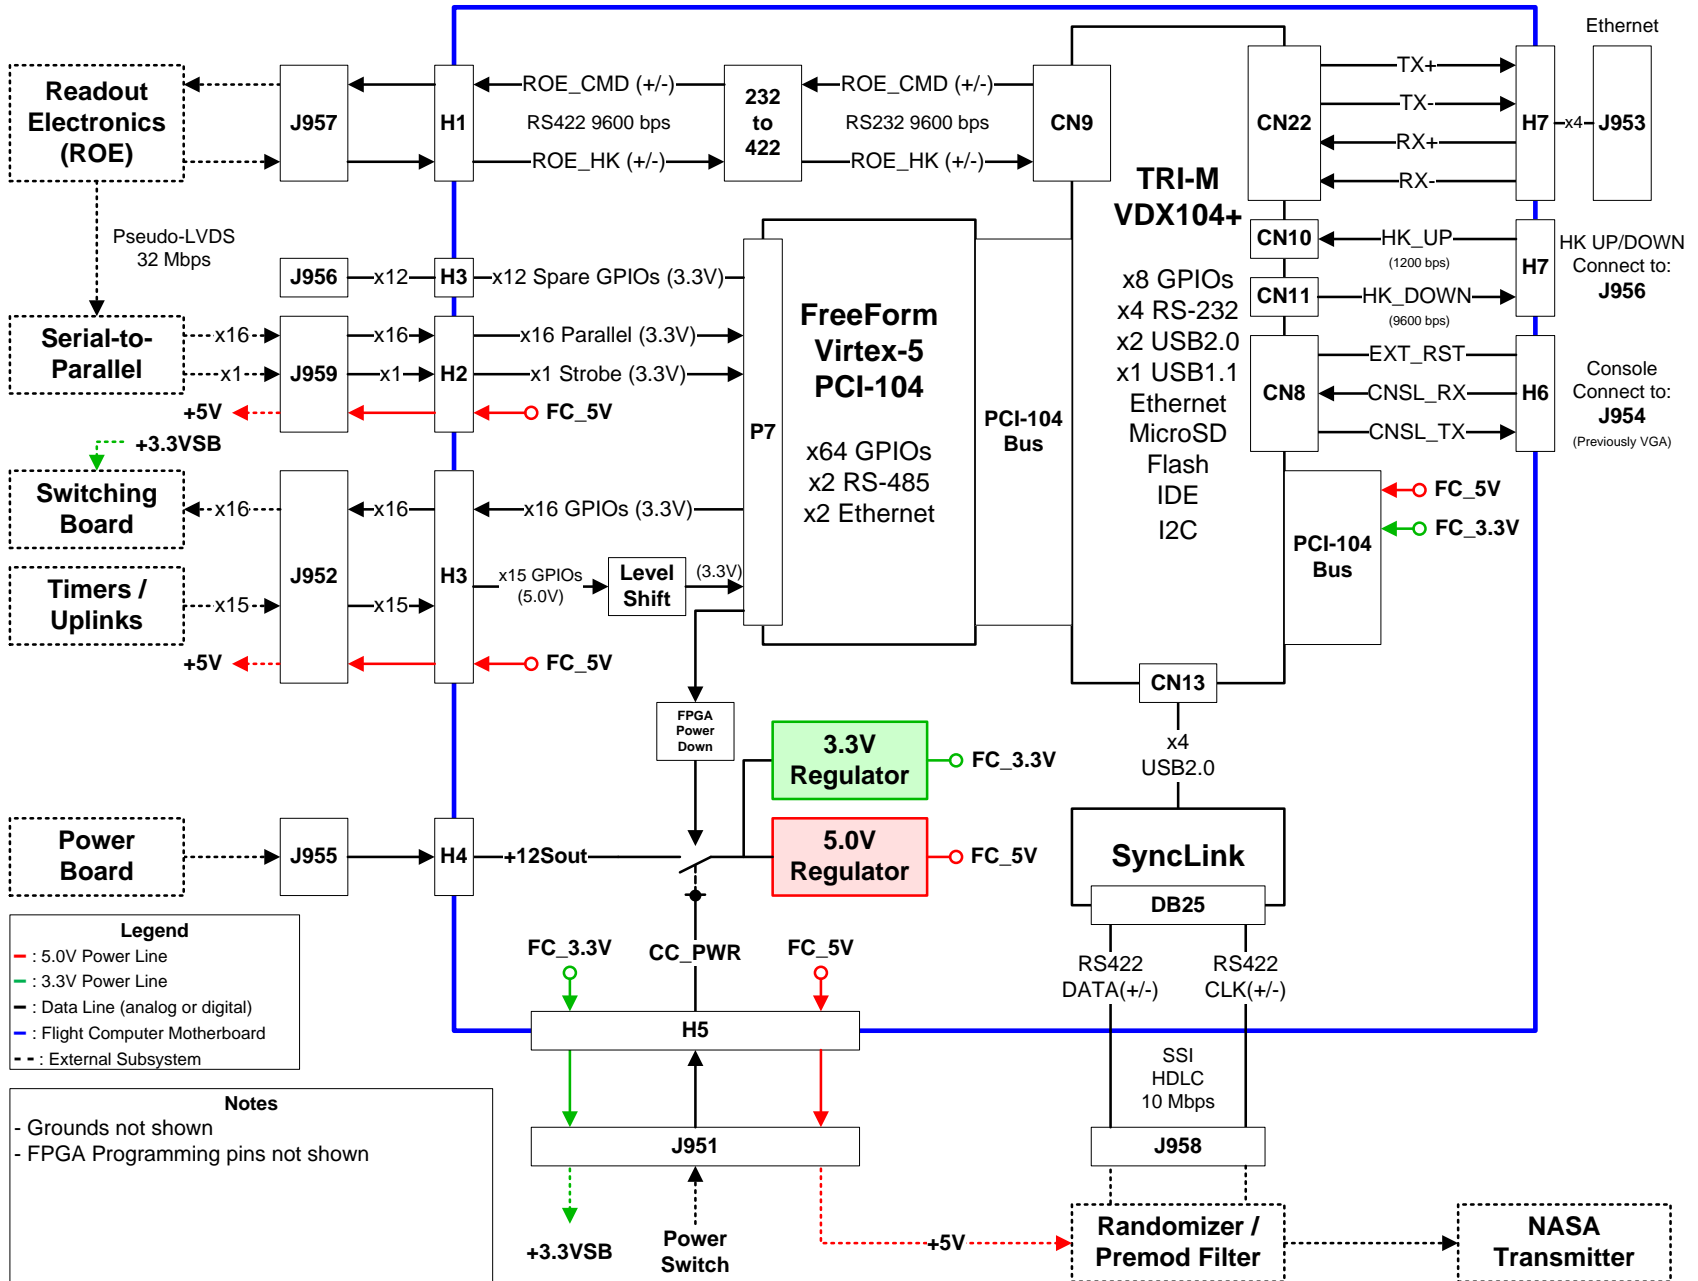 Ethernet
Readout
Electronics
(ROE)
J957
H1
ROE_CMD (+/-)
RS422 9600 bps
ROE_HK (+/-)
232
to
422
ROE_CMD (+/-)
RS232 9600 bps
ROE_HK (+/-)
CN9
TRI-M
VDX104+
x8 GPIOs
x4 RS-232
x2 USB2.0
x1 USB1.1
Ethernet
MicroSD
Flash
IDE
I2C
CN22
TX+
TX-
RX+
RX-
H7
x4
J953
CN10
HK_UP
(1200 bps)
CN11
HK_DOWN
(9600 bps)
H7
HK UP/DOWN
Connect to:
J956
CN8
EXT_RST
CNSL_RX
CNSL_TX
H6
Console
Connect to:
J954
(Previously VGA)
Pseudo-LVDS
32 Mbps
J956
x12
H3
x12 Spare GPIOs (3.3V)
Serial-to-
Parallel
x16
x1
J959
x16
x1
H2
x16 Parallel (3.3V)
x1 Strobe (3.3V)
+5V
FC_5V
P7
FreeForm
Virtex-5
PCI-104
x64 GPIOs
x2 RS-485
x2 Ethernet
PCI-104
Bus
PCI-104
Bus
FC_5V
FC_3.3V
+3.3VSB
Switching
Board
x16
J952
x16
H3
x16 GPIOs (3.3V)
Timers /
Uplinks
x15
x15
x15 GPIOs
(5.0V)
Level
Shift
(3.3V)
+5V
FC_5V
CN13
x4
USB2.0
FPGA
Power
Down
3.3V
Regulator
FC_3.3V
5.0V
Regulator
FC_5V
Power
Board
J955
H4
+12Sout
SyncLink
DB25
RS422
DATA(+/-)
RS422
CLK(+/-)
FC_3.3V
CC_PWR
FC_5V
H5
SSI
HDLC
10 Mbps
J951
J958
+3.3VSB
Power
Switch
+5V
Randomizer /
Premod Filter
NASA
Transmitter
Legend
: 5.0V Power Line
: 3.3V Power Line
: Data Line (analog or digital)
: Flight Computer Motherboard
: External Subsystem
Notes
- Grounds not shown
- FPGA Programming pins not shown